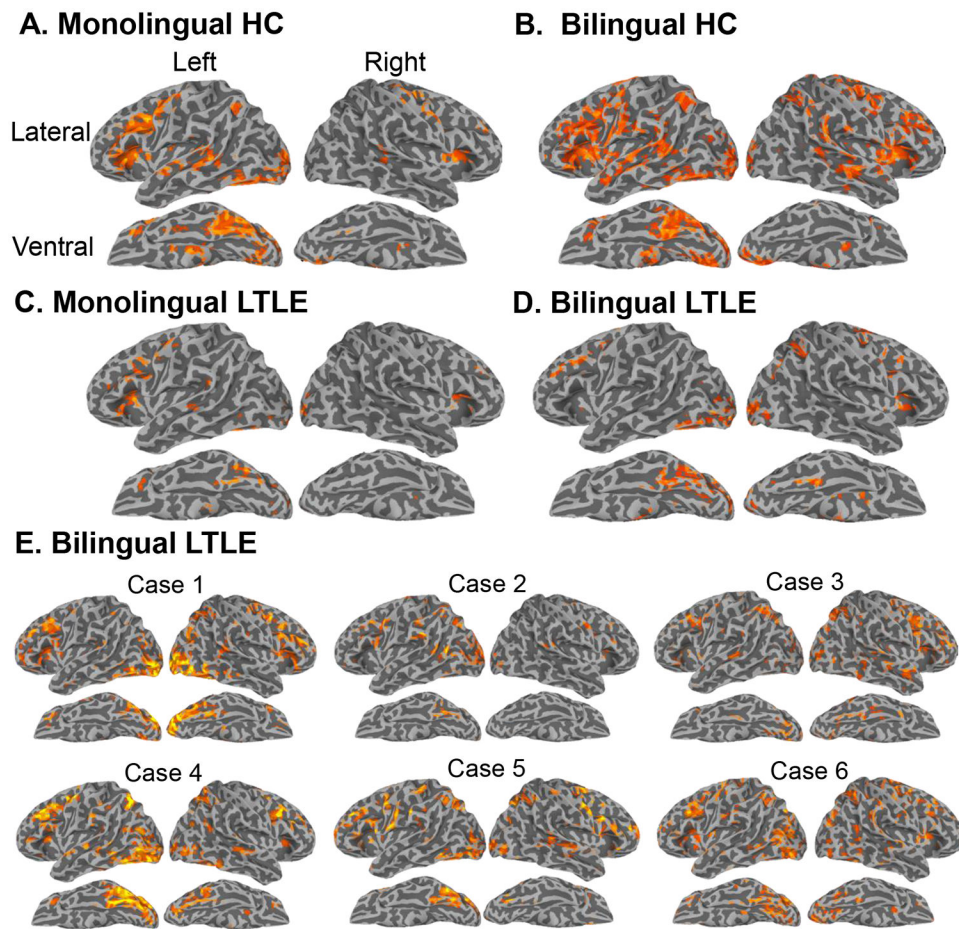 A. Monolingual HC
B. Bilingual HC
Left
Right
Lateral
Ventral
C. Monolingual LTLE
D. Bilingual LTLE
E. Bilingual LTLE
Case 1
Case 2
Case 3
Case 4
Case 5
Case 6